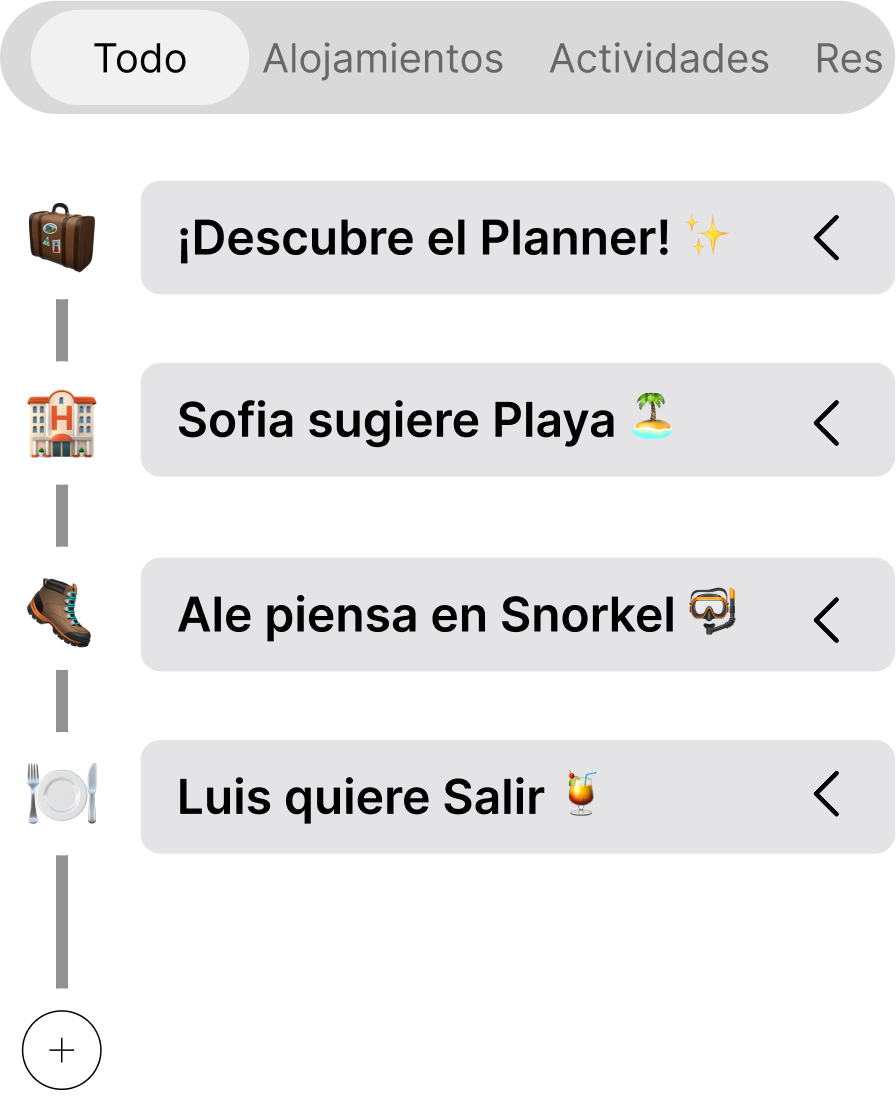 Todo Alojamientos Actividades Res
¡Descubre el Planner! ✨
Sofia sugiere Playa 🏝️
Ale piensa en Snorkel 🤿
Luis quiere Salir 🍹